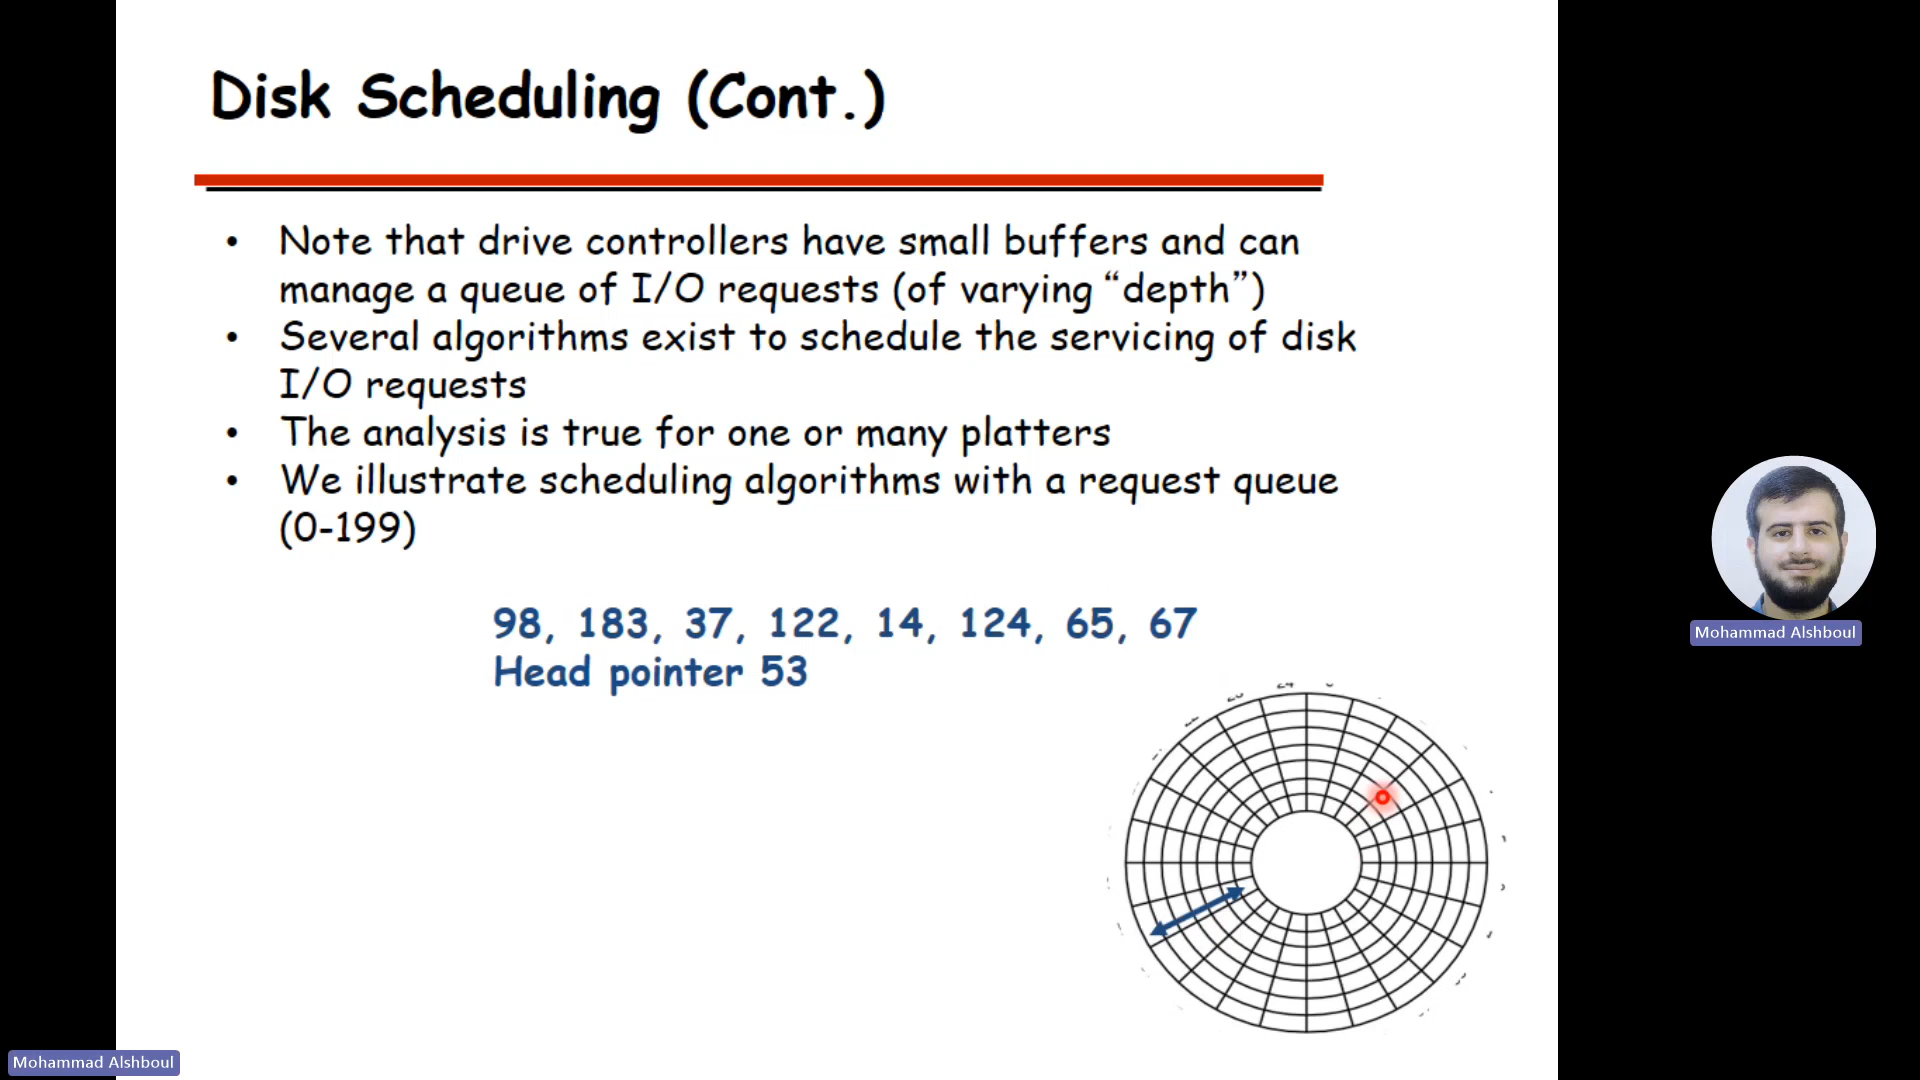 Disk Scheduling (Cont.)
• Note that drive controllers have small buffers and can
manage a queue of I/O requests (of varying “depth”)
• Several algorithms exist to schedule the servicing of disk
I/O requests
• The analysis is true for one or many platters
• We illustrate scheduling algorithms with a request queue
(0-199)
98, 183, 37, 122, 14, 124, 65, 67
Head pointer 53
24
Mohammad Alshboul
Mohammad Alshboul